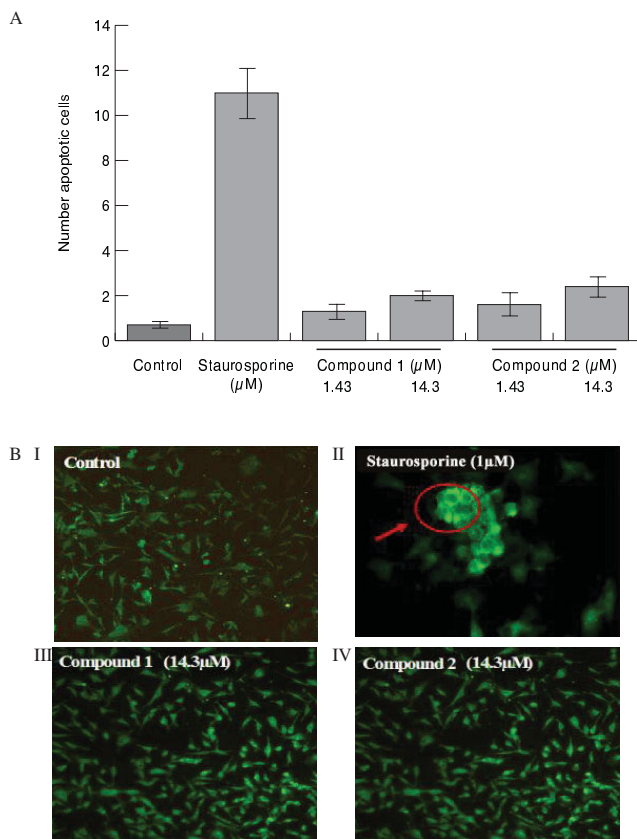 A
14
12
10
8
6
4
2
0
Number apoptotic cells
Control
Staurosporine
(µM)
Compound 1 (µM)
1.43 14.3
Compound 2 (µM)
1.43 14.3
B I II
Control
Staurosporine (1µM)
III IV
Compound 1 (14.3µM)
Compound 2 (14.3µM)